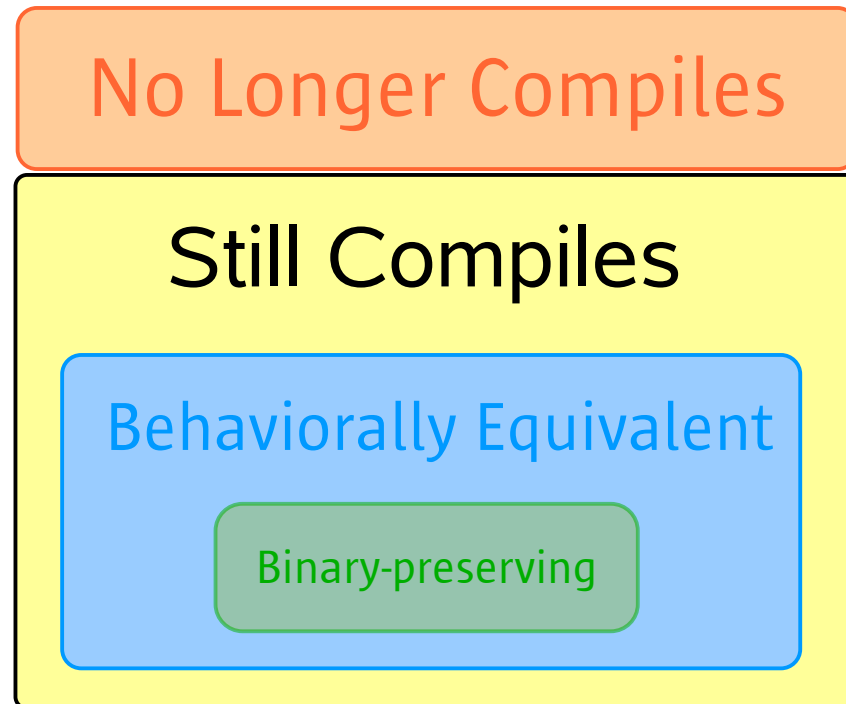 No Longer Compiles
Still Compiles
Behaviorally Equivalent
Binary-preserving